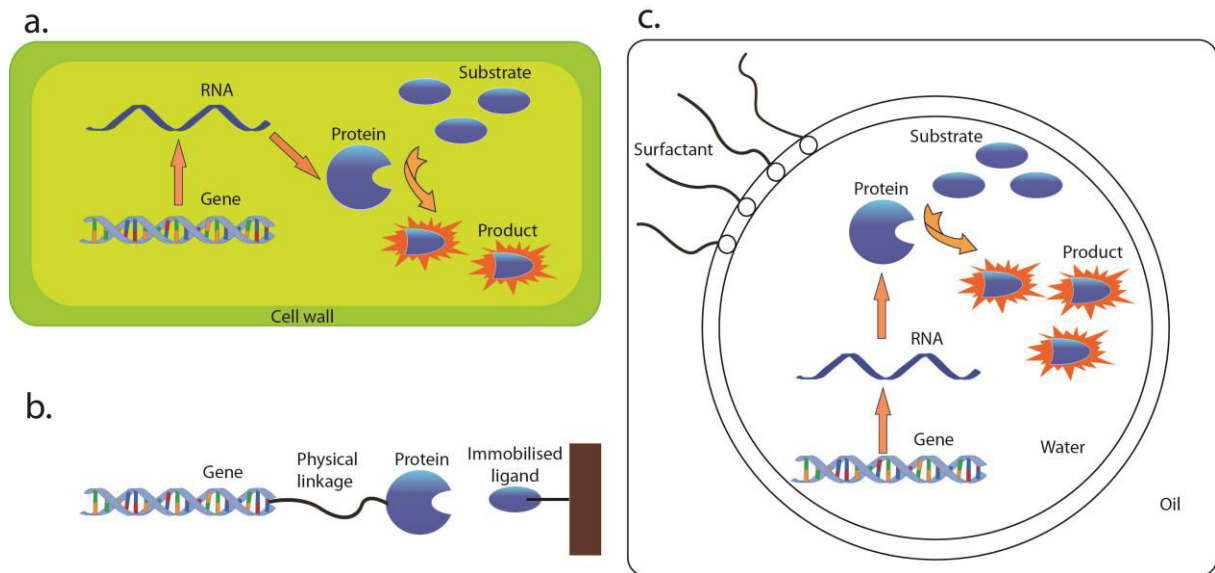 a.
RNA
Substrate
Protein
Gene
Product
Cell wall
b.
Gene
Physical
linkage
Protein
Immobilised
ligand
c.
Surfactant
Substrate
Protein
Product
RNA
Gene
Water
Oil